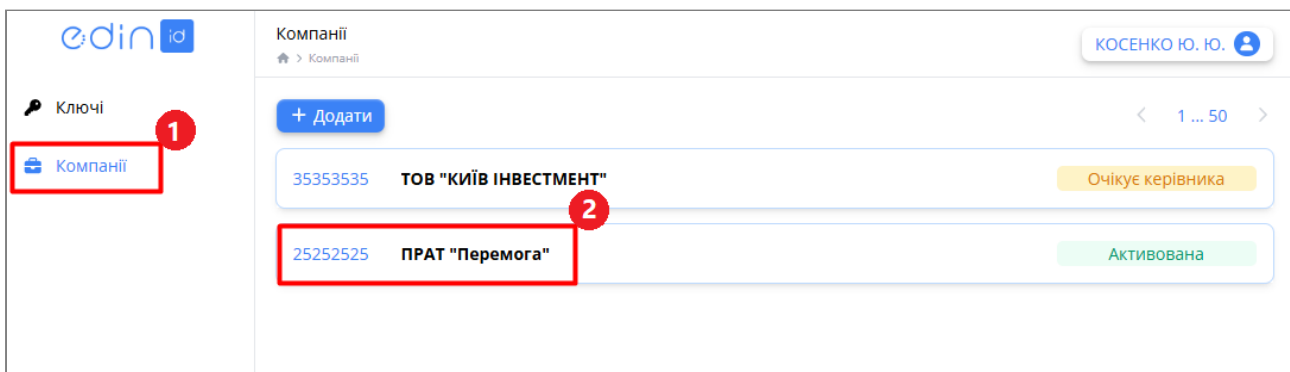 edin id
Компанії
Компанії
КОСЕНКО Ю. Ю.
Ключі
1
Компанії
+ Додати
1 ... 50
35353535 ТОВ "КИЇВ ІНВЕСТМЕНТ" Очікує керівника
2
25252525 ПРАТ "Перемога" Активована